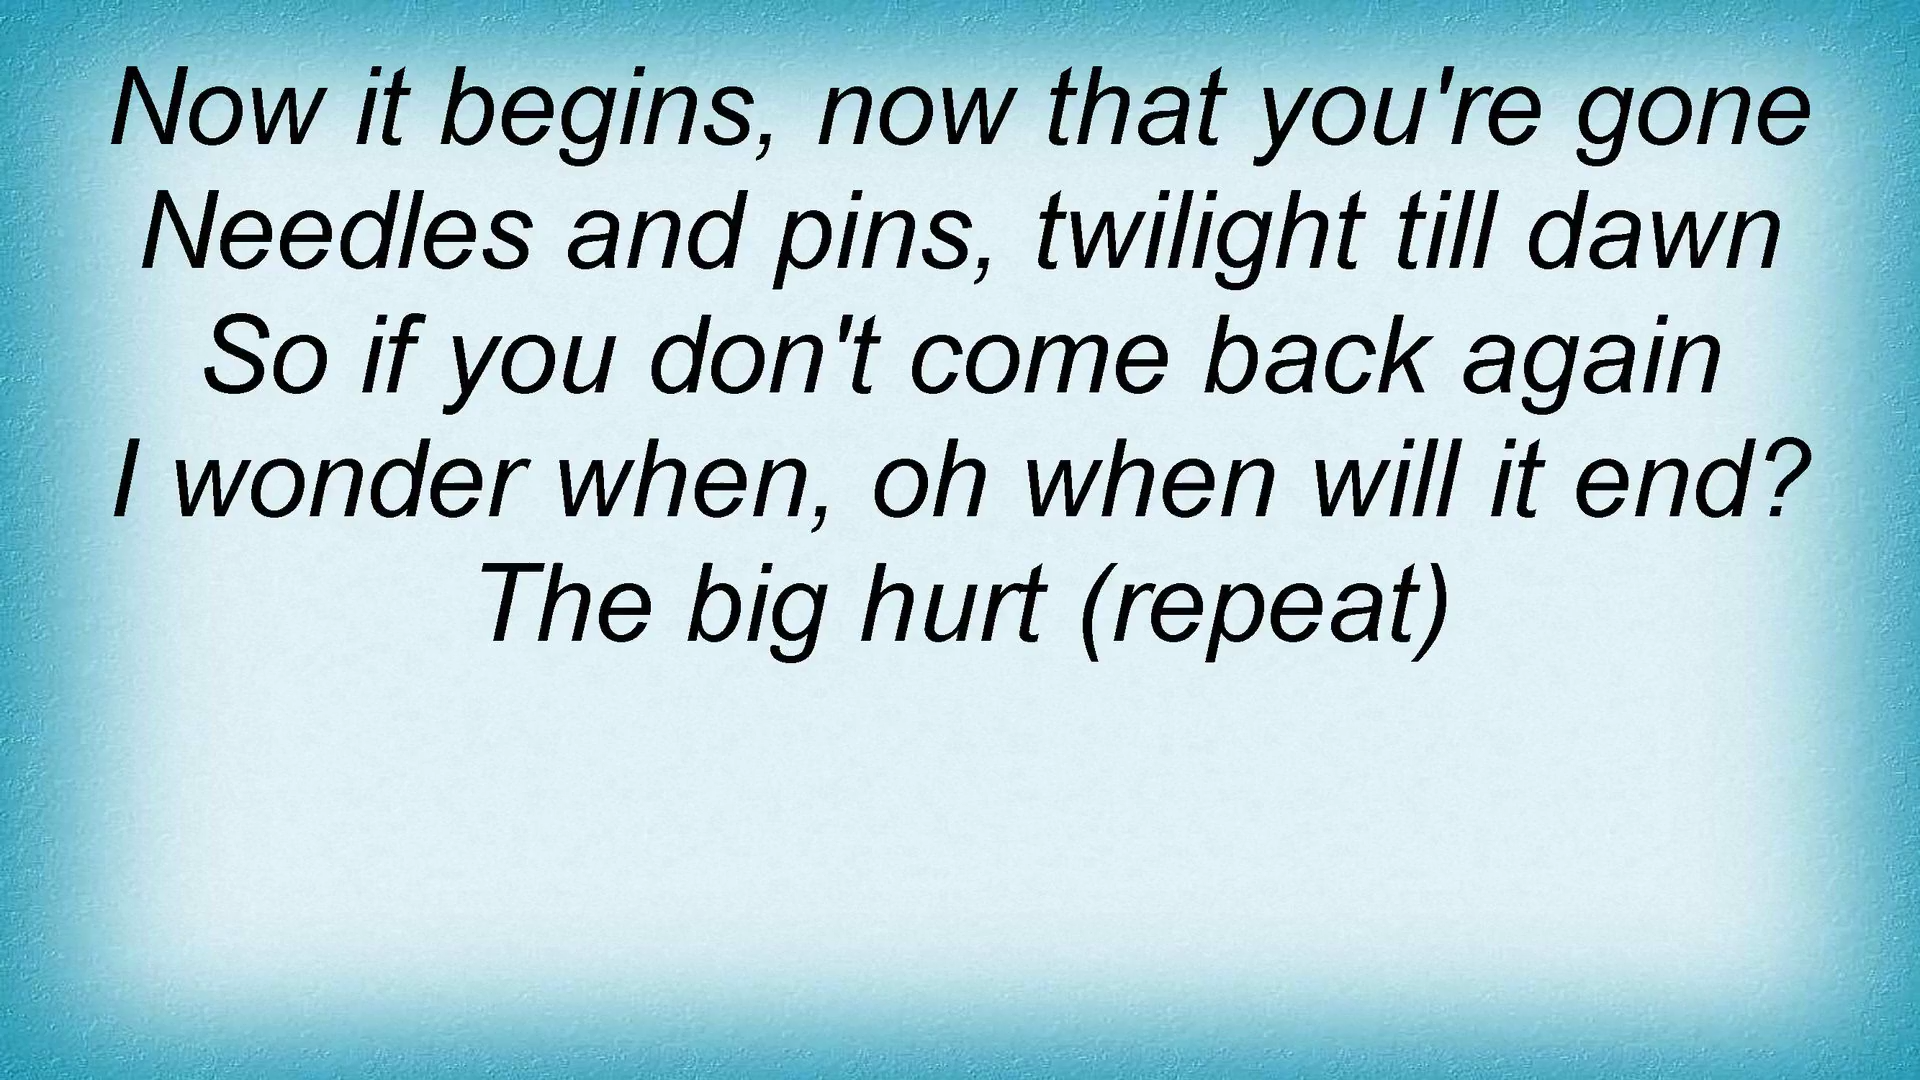 Now it begins, now that you're gone
Needles and pins, twilight till dawn
So if you don't come back again
I wonder when, oh when will it end?
The big hurt (repeat)